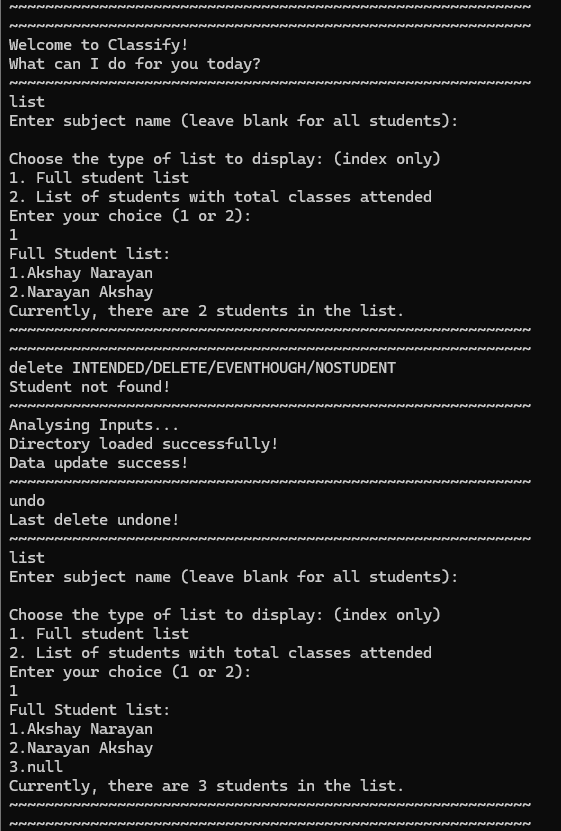 ~~~~~~~~~~~~~~~~~~~~~~~~~~~~~~~~~~~~~~~~~~~~~~~~~~~~~~~~~~
~~~~~~~~~~~~~~~~~~~~~~~~~~~~~~~~~~~~~~~~~~~~~~~~~~~~~~~~~~
Welcome to Classify!
What can I do for you today?
~~~~~~~~~~~~~~~~~~~~~~~~~~~~~~~~~~~~~~~~~~~~~~~~~~~~~~~~~~
list
Enter subject name (leave blank for all students):

Choose the type of list to display: (index only)
1. Full student list
2. List of students with total classes attended
Enter your choice (1 or 2):
1
Full Student list:
1.Akshay Narayan
2.Narayan Akshay
Currently, there are 2 students in the list.
~~~~~~~~~~~~~~~~~~~~~~~~~~~~~~~~~~~~~~~~~~~~~~~~~~~~~~~~~~
~~~~~~~~~~~~~~~~~~~~~~~~~~~~~~~~~~~~~~~~~~~~~~~~~~~~~~~~~~
delete INTENDED/DELETE/EVENTHOUGH/NOSTUDENT
Student not found!
~~~~~~~~~~~~~~~~~~~~~~~~~~~~~~~~~~~~~~~~~~~~~~~~~~~~~~~~~~
Analysing Inputs...
Directory loaded successfully!
Data update success!
~~~~~~~~~~~~~~~~~~~~~~~~~~~~~~~~~~~~~~~~~~~~~~~~~~~~~~~~~~
undo
Last delete undone!
~~~~~~~~~~~~~~~~~~~~~~~~~~~~~~~~~~~~~~~~~~~~~~~~~~~~~~~~~~
list
Enter subject name (leave blank for all students):

Choose the type of list to display: (index only)
1. Full student list
2. List of students with total classes attended
Enter your choice (1 or 2):
1
Full Student list:
1.Akshay Narayan
2.Narayan Akshay
3.null
Currently, there are 3 students in the list.
~~~~~~~~~~~~~~~~~~~~~~~~~~~~~~~~~~~~~~~~~~~~~~~~~~~~~~~~~~
~~~~~~~~~~~~~~~~~~~~~~~~~~~~~~~~~~~~~~~~~~~~~~~~~~~~~~~~~~